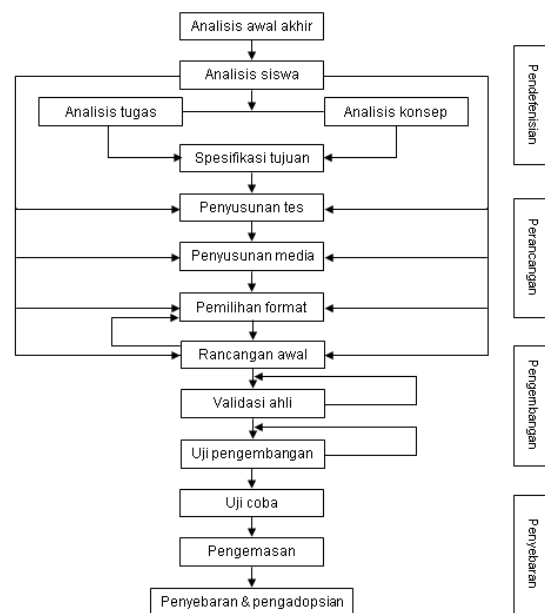 Analisis awal akhir
Analisis siswa
Analisis tugas
Analisis konsep
Spesifikasi tujuan
Penyusunan tes
Penyusunan media
Pemilihan format
Rancangan awal
Validasi ahli
Uji pengembangan
Uji coba
Pengemasan
Penyebaran & pengadopsian
Pendefenisian
Perancangan
Pengembangan
Penyebaran